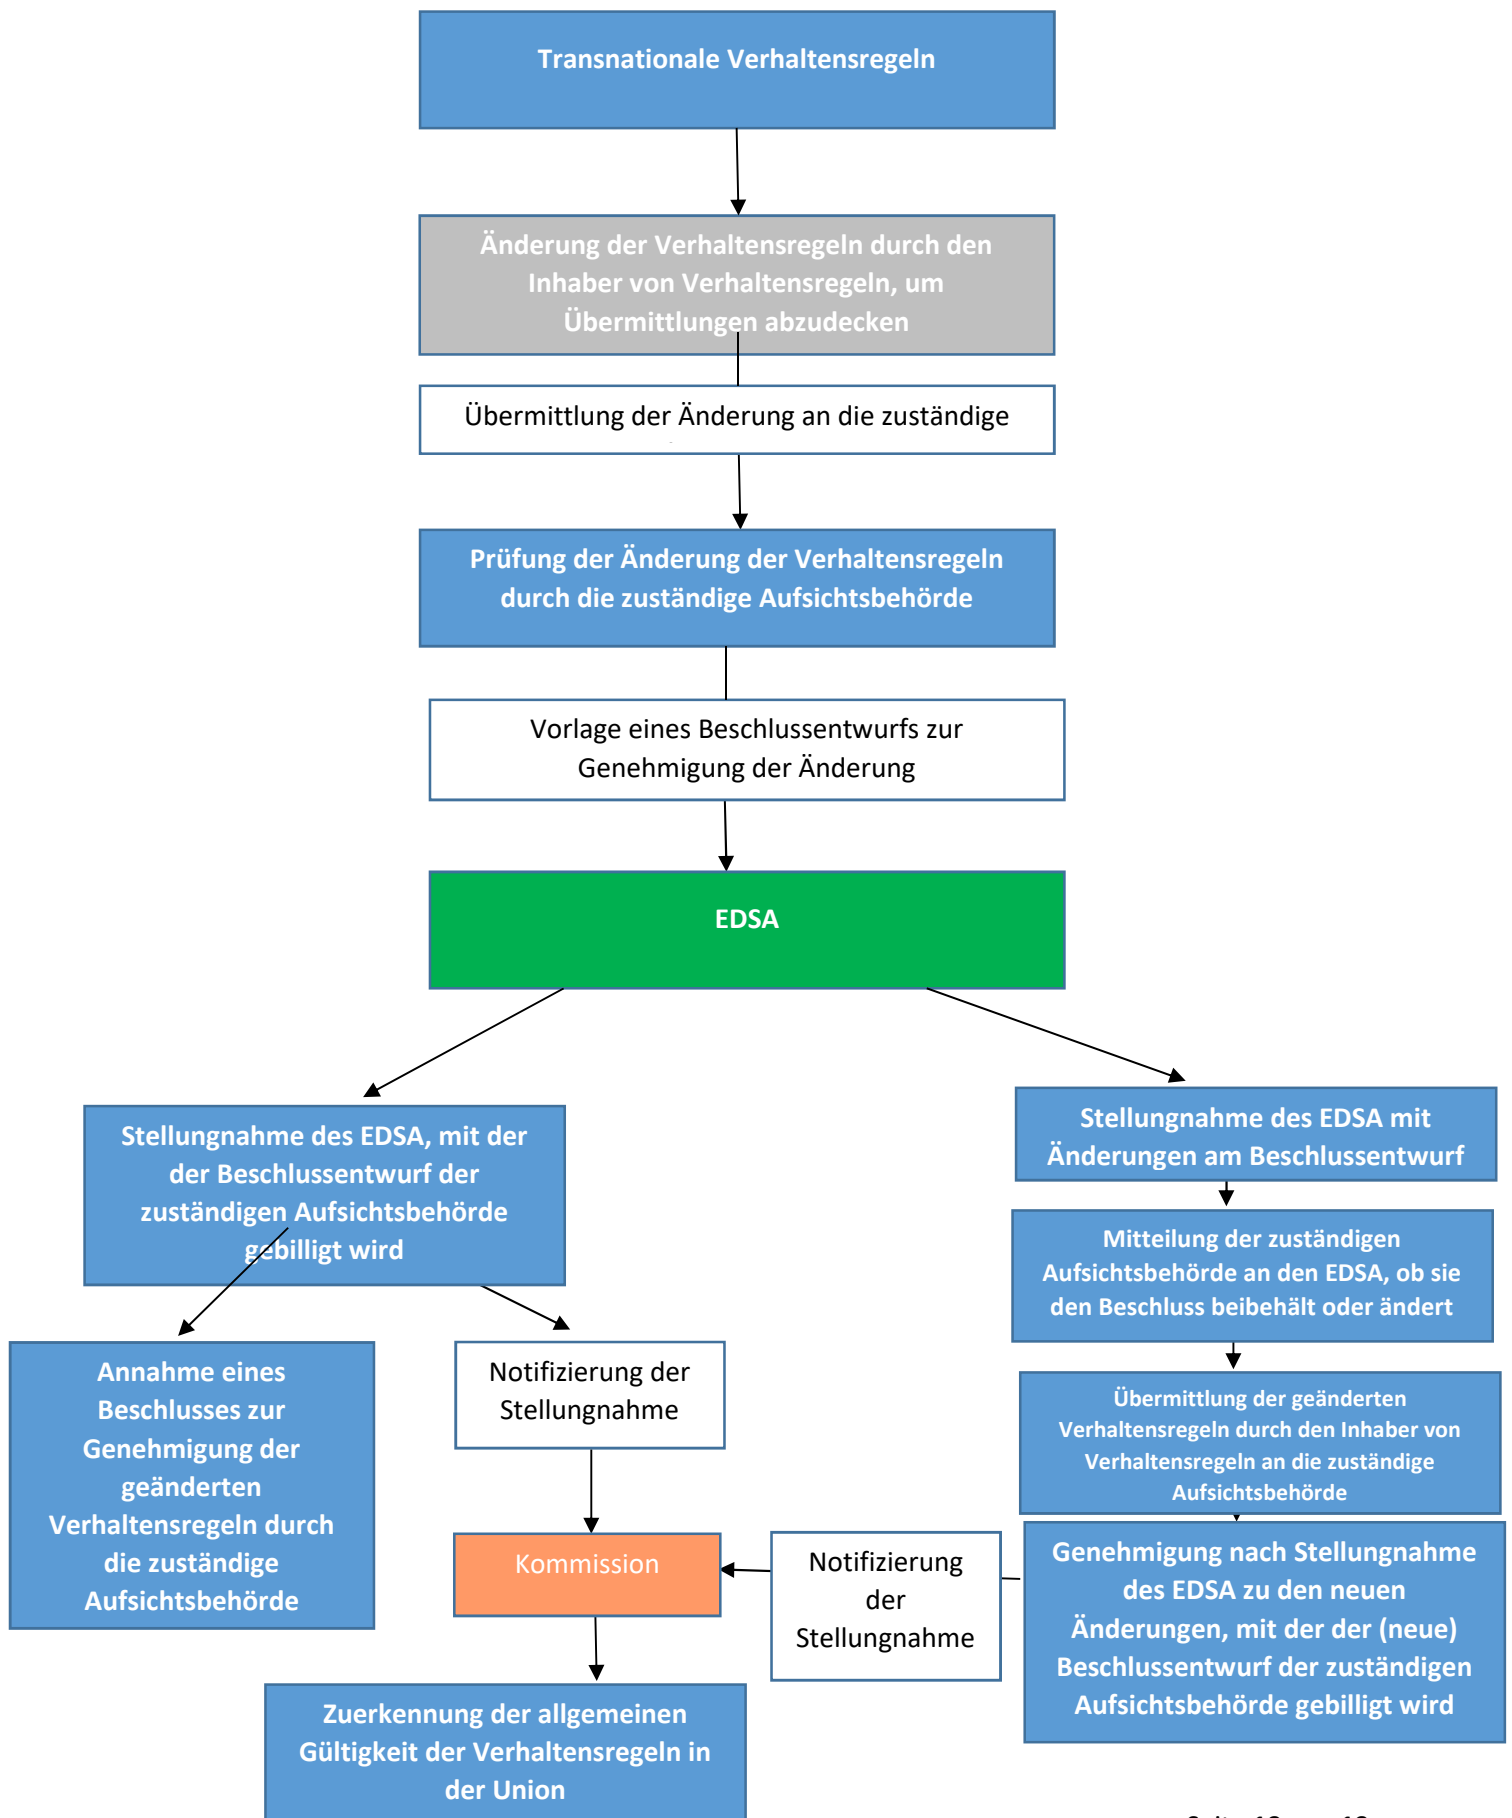 Transnationale Verhaltensregeln
Änderung der Verhaltensregeln durch den
Inhaber von Verhaltensregeln, um
Übermittlungen abzudecken
Übermittlung der Änderung an die zuständige
Prüfung der Änderung der Verhaltensregeln
durch die zuständige Aufsichtsbehörde
Vorlage eines Beschlussentwurfs zur
Genehmigung der Änderung
EDSA
Stellungnahme des EDSA, mit der
der Beschlussentwurf der
zuständigen Aufsichtsbehörde
gebilligt wird
Stellungnahme des EDSA mit
Änderungen am Beschlussentwurf
Mitteilung der zuständigen
Aufsichtsbehörde an den EDSA, ob sie
den Beschluss beibehält oder ändert
Annahme eines
Beschlusses zur
Genehmigung der
geänderten
Verhaltensregeln durch
die zuständige
Aufsichtsbehörde
Notifizierung der
Stellungnahme
Übermittlung der geänderten
Verhaltensregeln durch den Inhaber von
Verhaltensregeln an die zuständige
Aufsichtsbehörde
Kommission
Notifizierung
der
Stellungnahme
Genehmigung nach Stellungnahme
des EDSA zu den neuen
Änderungen, mit der der (neue)
Beschlussentwurf der zuständigen
Aufsichtsbehörde gebilligt wird
Zuerkennung der allgemeinen
Gültigkeit der Verhaltensregeln in
der Union